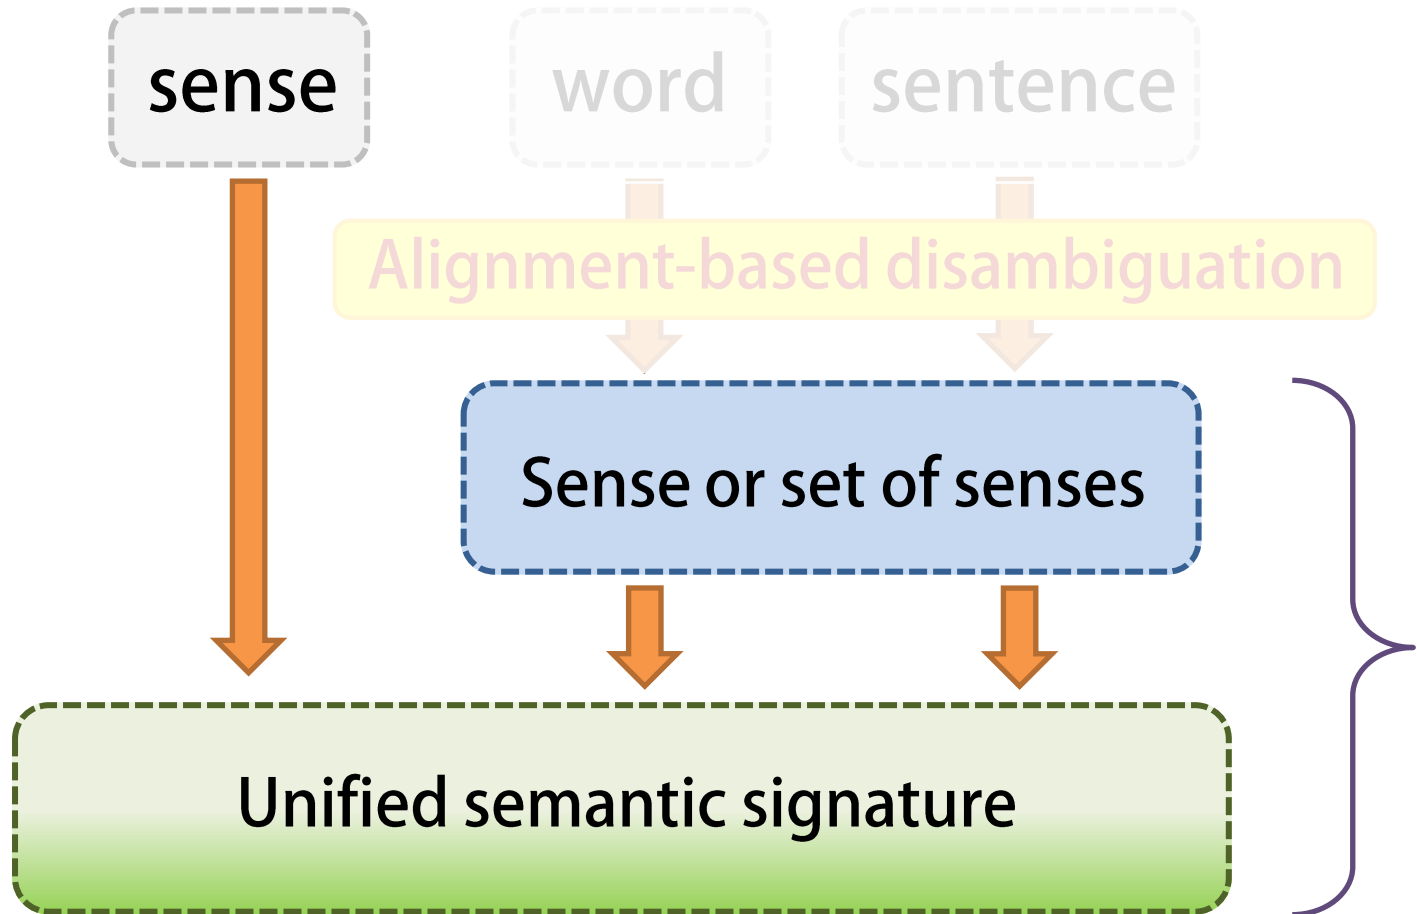 sense
word
sentence
Alignment-based disambiguation
Sense or set of senses
Unified semantic signature